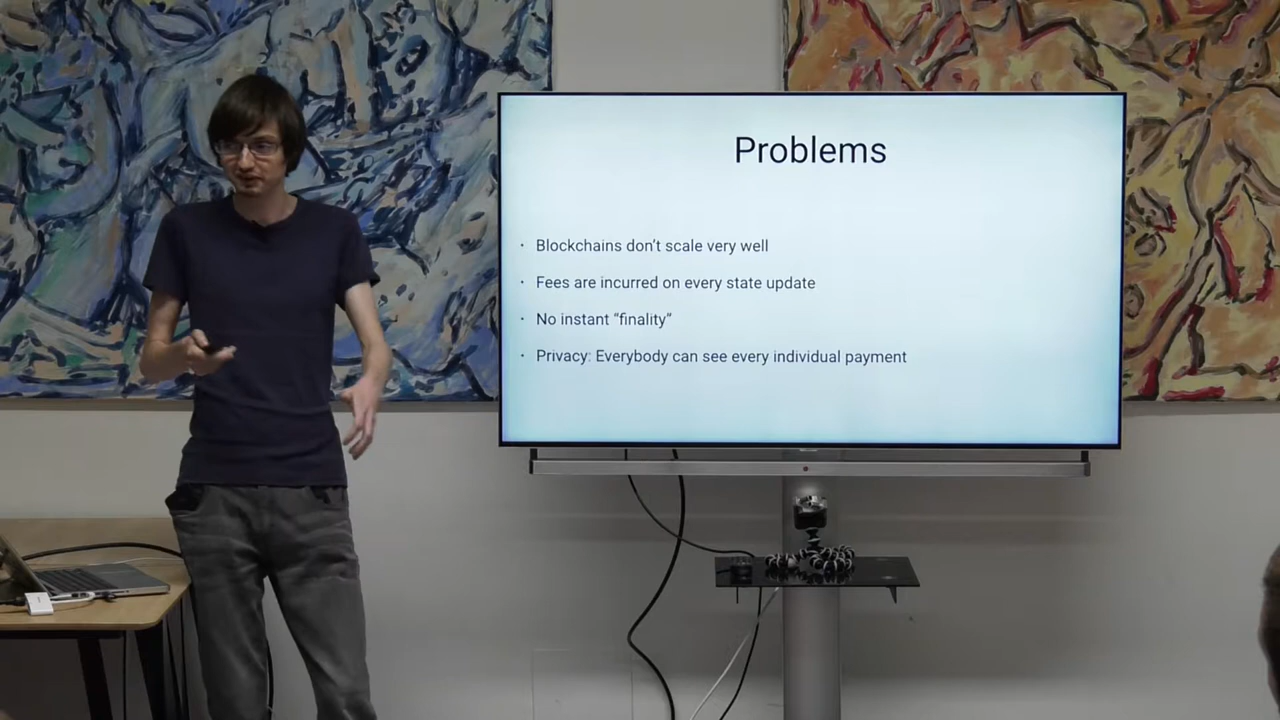 Problems
· Blockchains don't scale very well
· Fees are incurred on every state update
· No instant “finality”
· Privacy: Everybody can see every individual payment